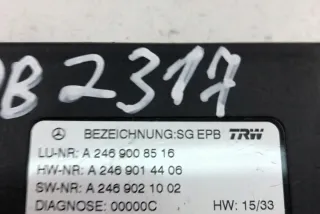 B 2317
BEZEICHNUNG:SG EPB TRW
LU-NR: A 246 900 85 16
HW-NR: A 246 901 44 06
SW-NR: A 246 902 10 02
DIAGNOSE: 00000C HW: 15/33